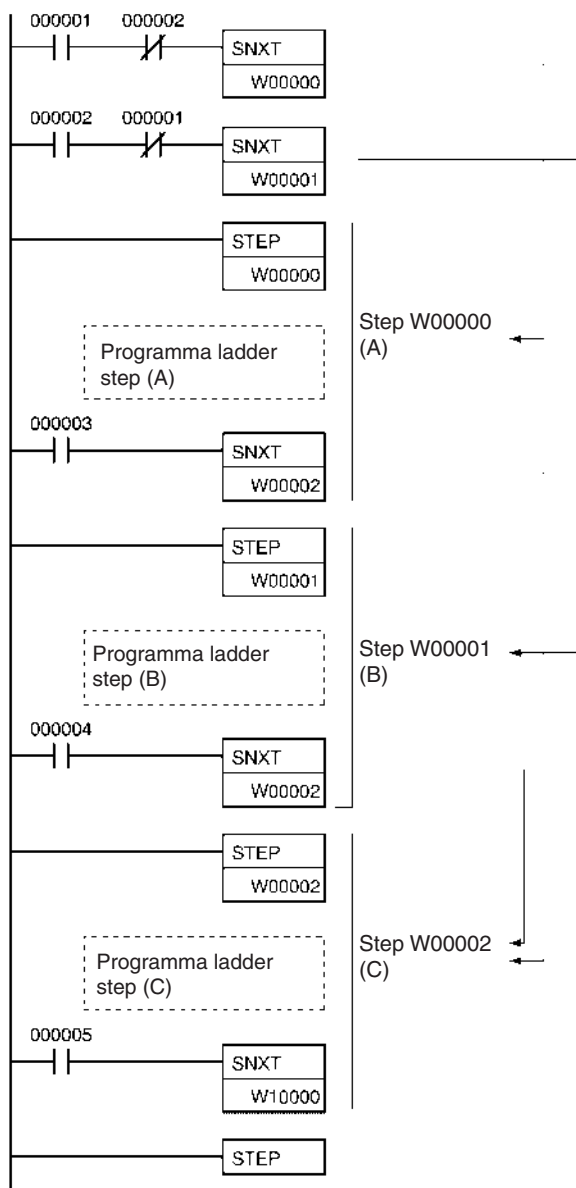 000001 000002
SNXT
W00000
000002 000001
SNXT
W00001
STEP
W00000
Step W00000
(A)
Programma ladder
step (A)
000003
SNXT
W00002
STEP
W00001
Programma ladder
step (B)
Step W00001
(B)
000004
SNXT
W00002
STEP
W00002
Programma ladder
step (C)
Step W00002
(C)
000005
SNXT
W10000
STEP